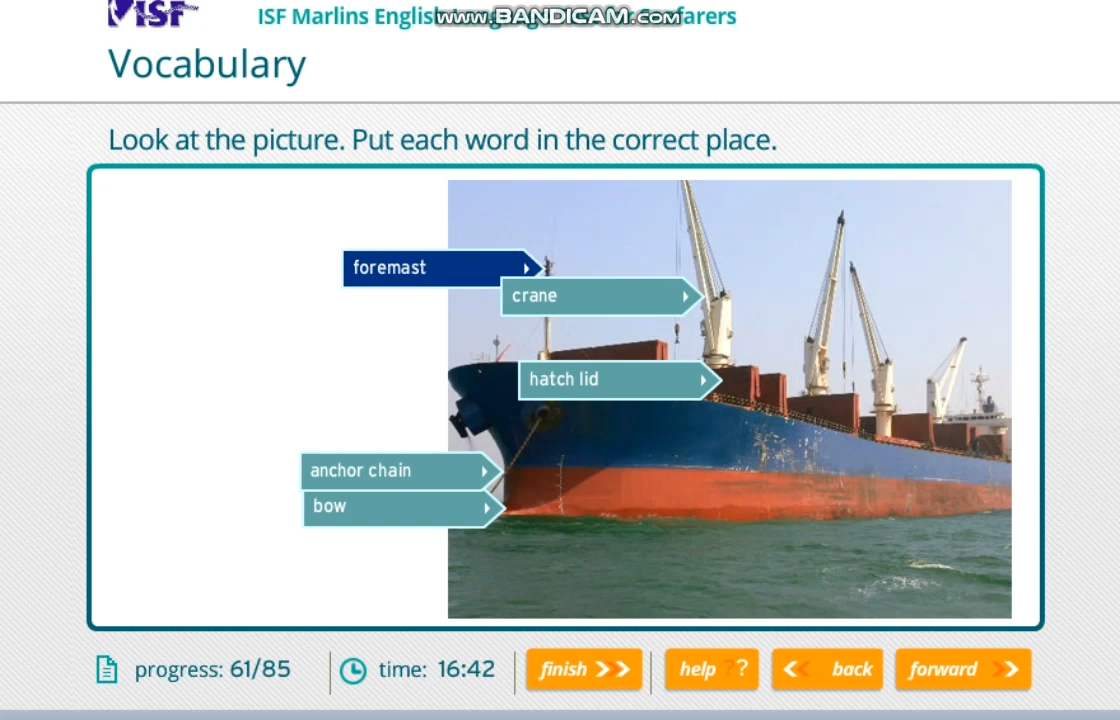 ISF
ISF Marlins English farers
www.BANDICAM.com
Vocabulary
Look at the picture. Put each word in the correct place.
foremast
crane
hatch lid
anchor chain
bow
progress: 61/85
time: 16:42
finish
help ??
back
forward